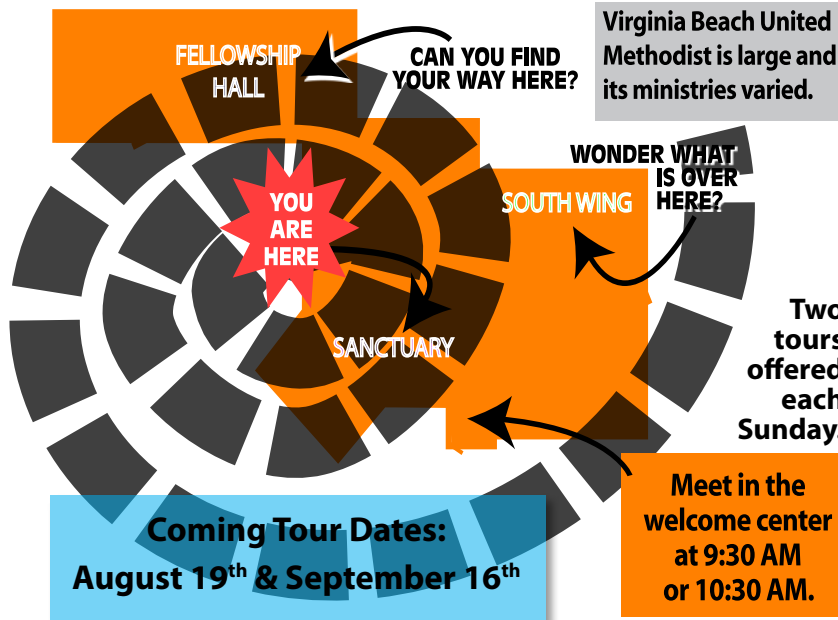 Virginia Beach United
Methodist is large and
its ministries varied.
FELLOWSHIP
HALL
CAN YOU FIND
YOUR WAY HERE?
WONDER WHAT
IS OVER
HERE?
SOUTH WING
YOU
ARE
HERE
SANCTUARY
Two
tours
offered
each
Sunday.
Meet in the
welcome center
at 9:30 AM
or 10:30 AM.
Coming Tour Dates:
August 19th & September 16th